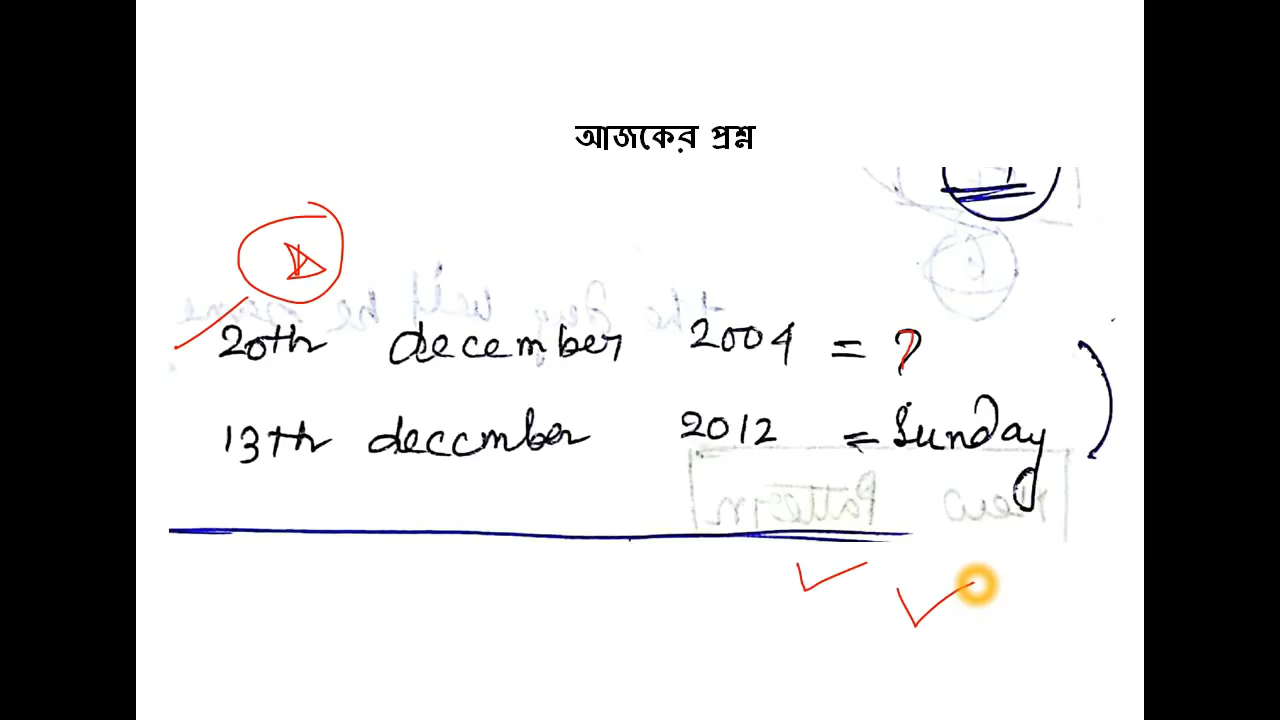 আজকের প্রশ্ন
20th december 2004 = ?
13th december 2012 = Sunday